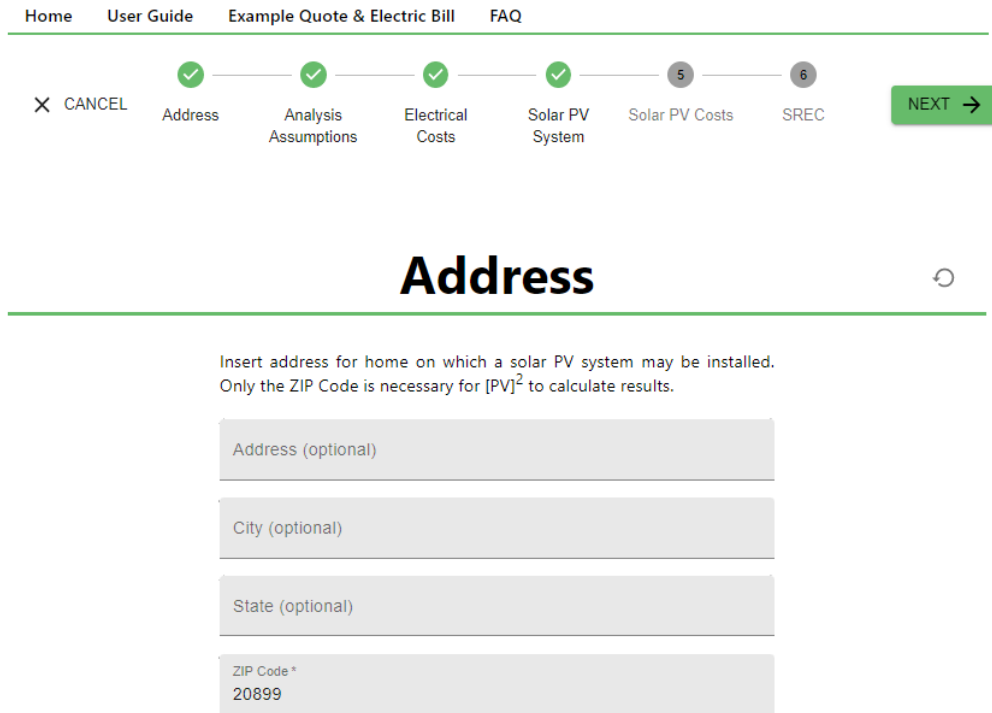 Home User Guide Example Quote & Electric Bill FAQ
CANCEL
Address
Analysis
Assumptions
Electrical
Costs
Solar PV
System
5
Solar PV Costs
6
SREC
NEXT
Address
Insert address for home on which a solar PV system may be installed.
Only the ZIP Code is necessary for [PV]² to calculate results.
Address (optional)
City (optional)
State (optional)
ZIP Code *
20899